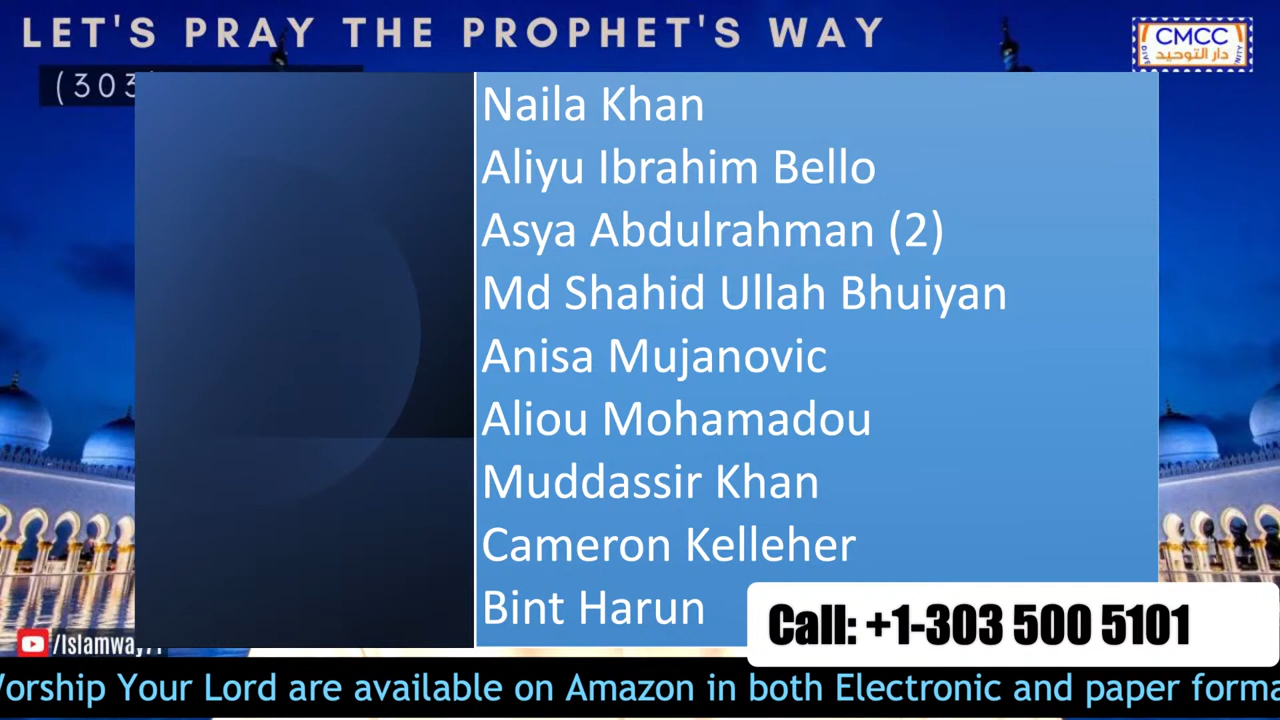 LET'S PRAY THE PROPHET'S WAY
CMCC
دار التوحيد
(303
Naila Khan
Aliyu Ibrahim Bello
Asya Abdulrahman (2)
Md Shahid Ullah Bhuiyan
Anisa Mujanovic
Aliou Mohamadou
Muddassir Khan
Cameron Kelleher
Bint Harun
Call: +1-303 500 5101
Your Lord are available on Amazon in both Electronic and paper